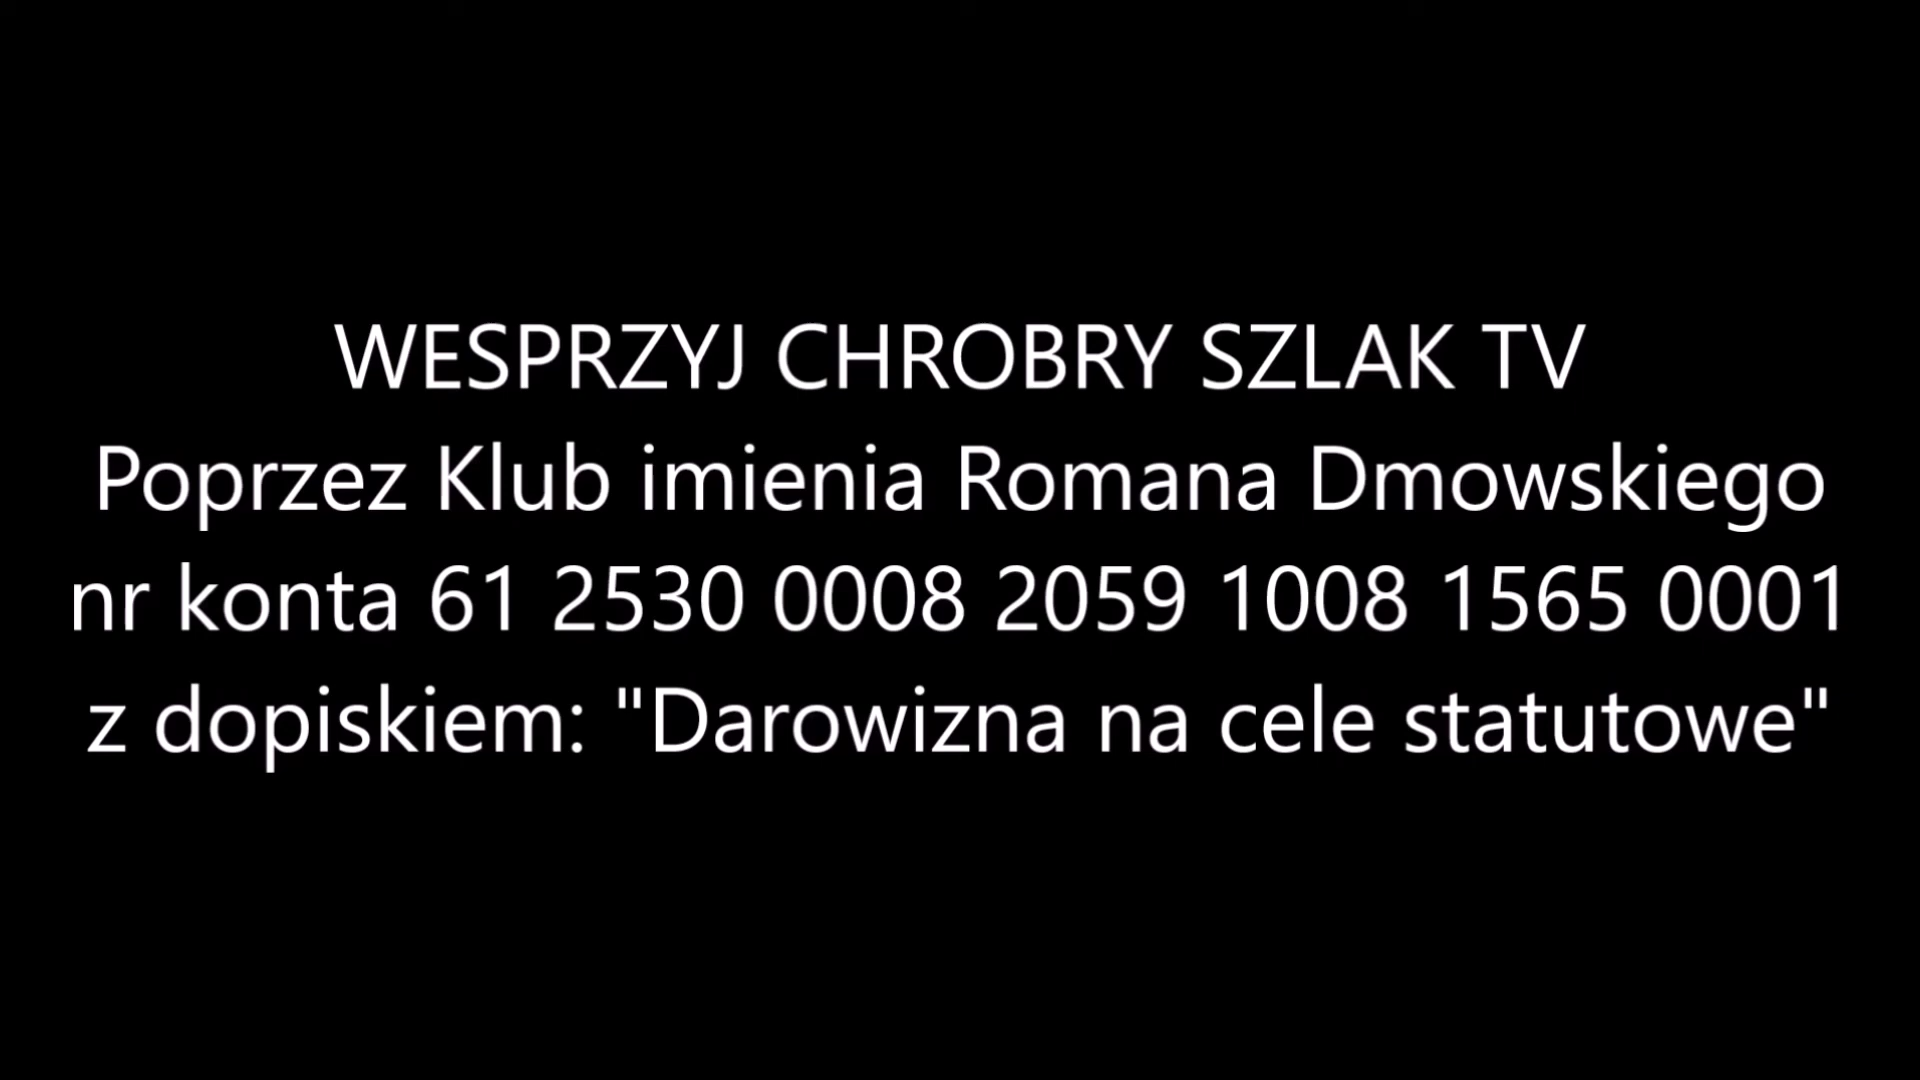 WESPRZYJ CHROBRY SZLAK TV
Poprzez Klub imienia Romana Dmowskiego
nr konta 61 2530 0008 2059 1008 1565 0001
z dopiskiem: "Darowizna na cele statutowe"